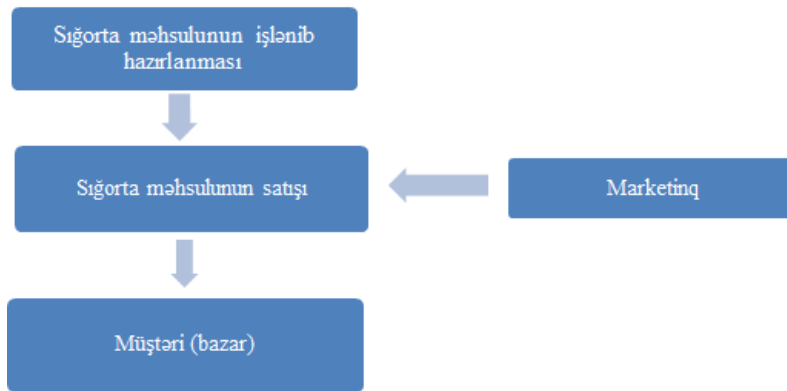 Sığorta məhsulunun işlənib
hazırlanması
Sığorta məhsulunun satışı
Marketinq
Müştəri (bazar)